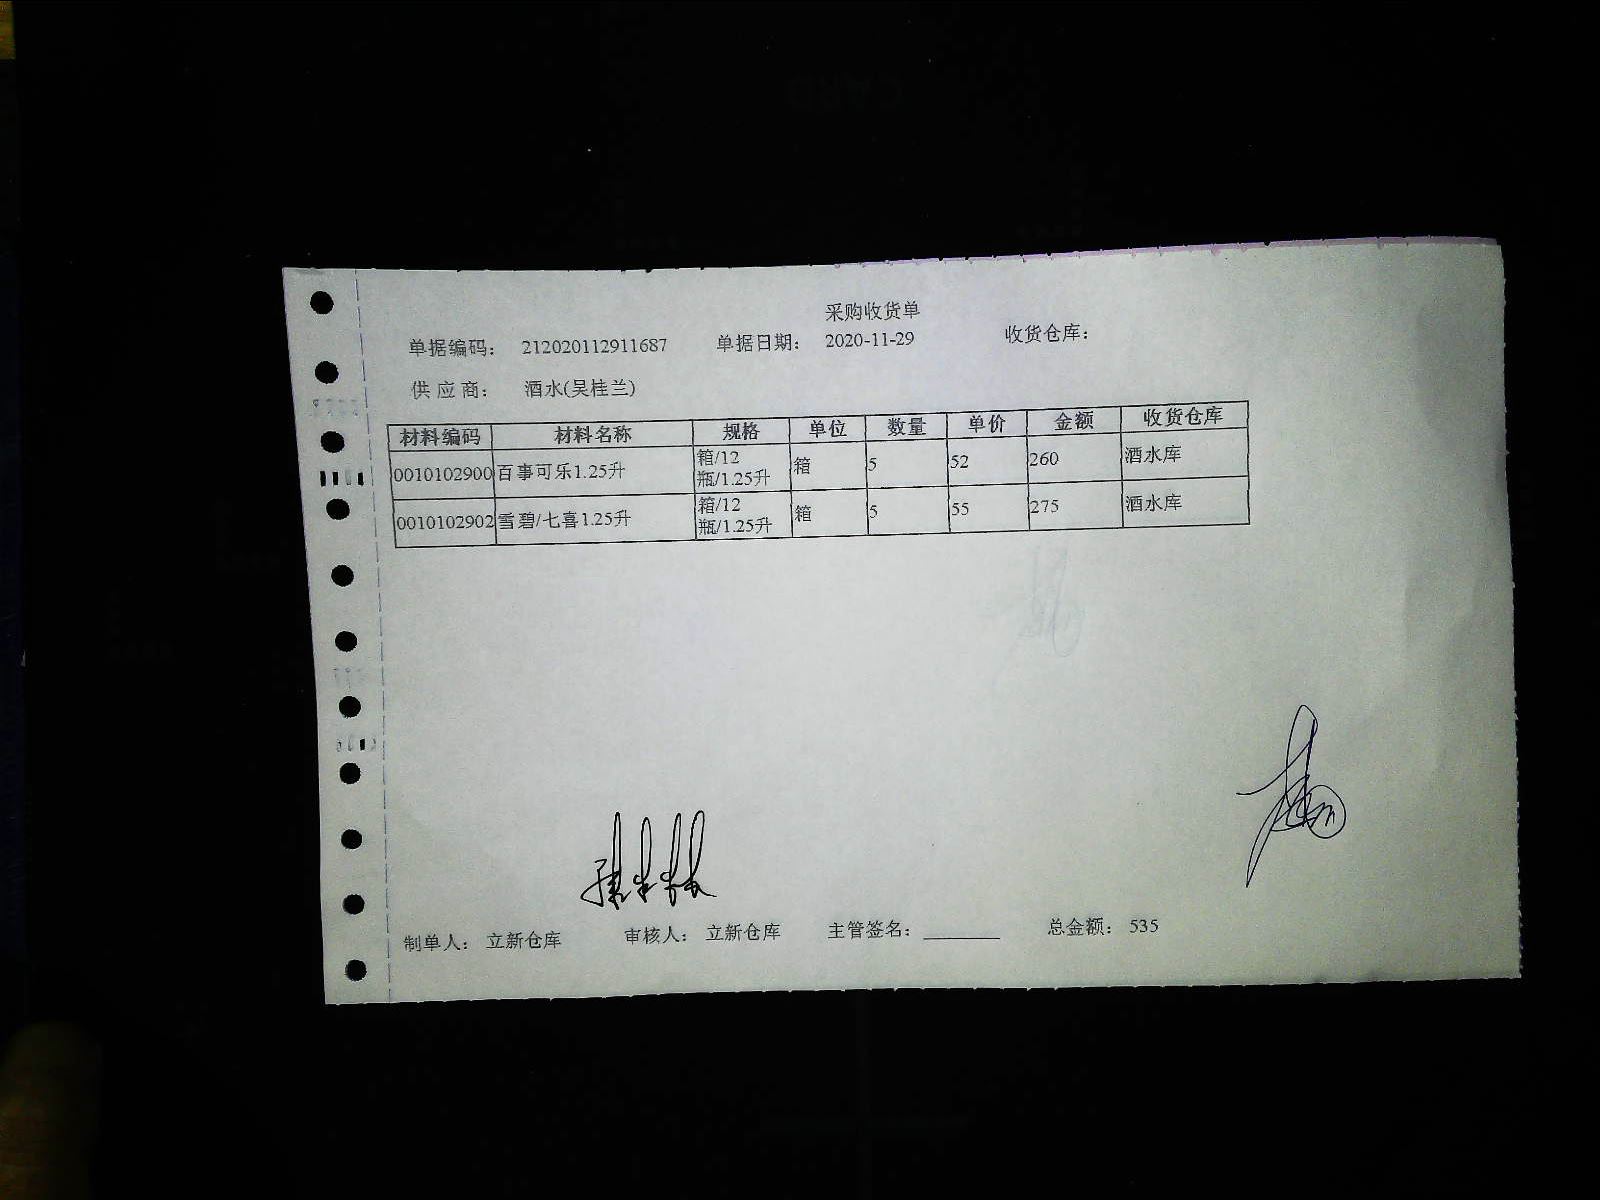 采购收货单
单据编码： 212020112911687 单据日期： 2020-11-29 收货仓库：
供 应 商： 酒水(吴桂兰)
材料编码 材料名称 规格 单位 数量 单价 金额 收货仓库
0010102900 百事可乐1.25升 箱/12瓶/1.25升 箱 5 52 260 酒水库
0010102902 雪碧/七喜1.25升 箱/12瓶/1.25升 箱 5 55 275 酒水库
制单人： 立新仓库 审核人： 立新仓库 主管签名： 总金额： 535